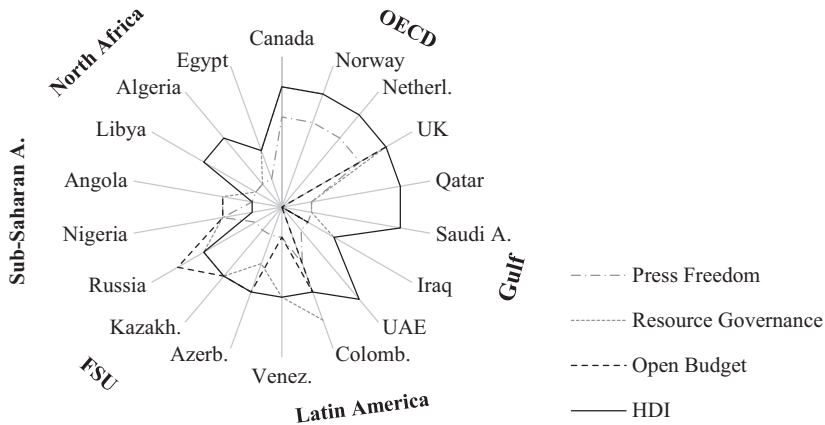 OECD
North Africa
Canada
Egypt
Norway
Algeria
Netherl.
Libya
UK
Sub-Saharan A.
Angola
Qatar
Nigeria
Saudi A.
Russia
Iraq
Gulf
Kazakh.
UAE
Azerb.
Colomb.
FSU
Venez.
Latin America
Press Freedom
Resource Governance
Open Budget
HDI